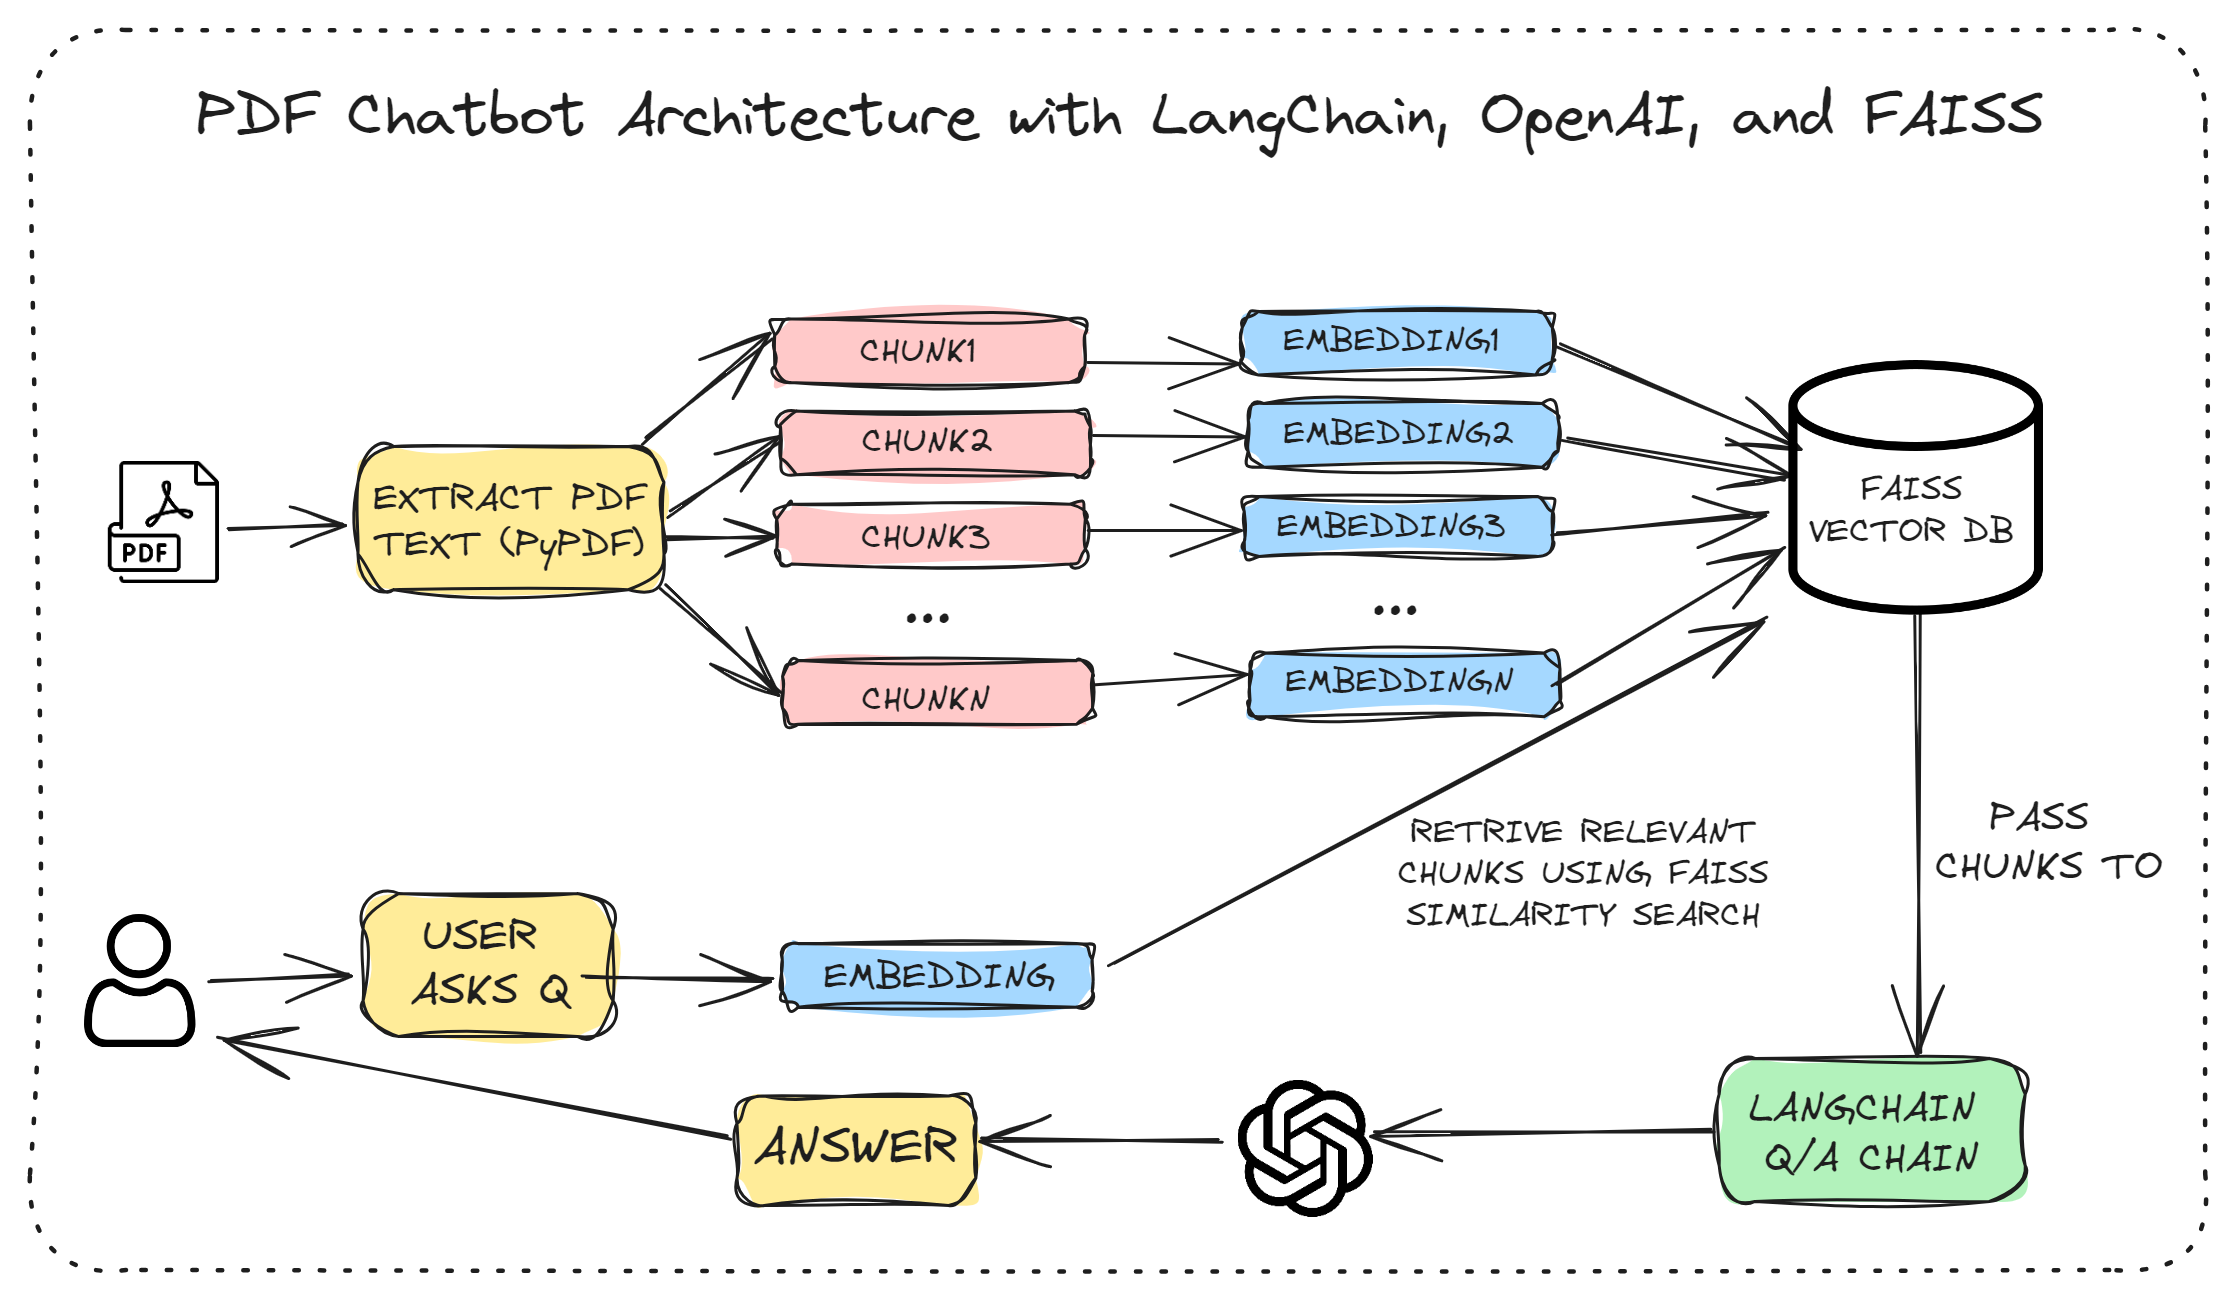 PDF Chatbot Architecture with LangChain, OpenAI, and FAISS
PDF
EXTRACT PDF
TEXT (PyPDF)
CHUNK1
CHUNK2
CHUNK3
...
CHUNKN
EMBEDDING1
EMBEDDING2
EMBEDDING3
...
EMBEDDINGN
FAISS
VECTOR DB
USER
ASKS Q
EMBEDDING
RETRIVE RELEVANT
CHUNKS USING FAISS
SIMILARITY SEARCH
PASS
CHUNKS TO
LANGCHAIN
Q/A CHAIN
ANSWER